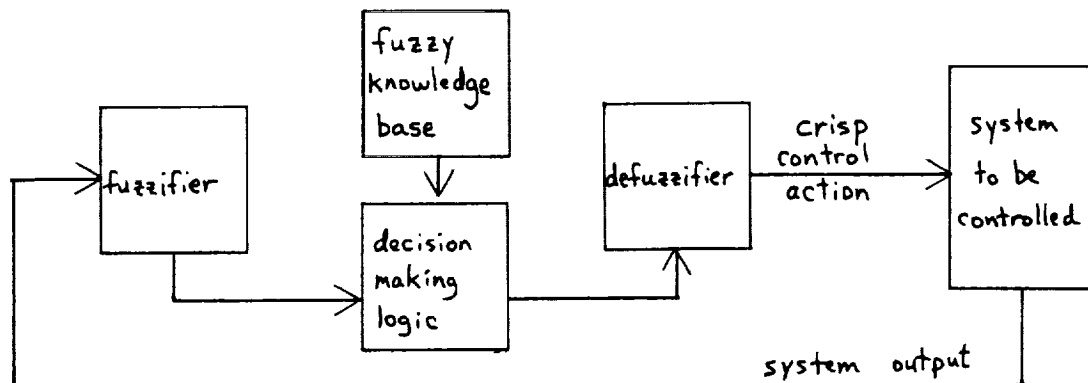 fuzzy
knowledge
base
fuzzifier
decision
making
logic
defuzzifier
crisp
control
action
system
to be
controlled
system output